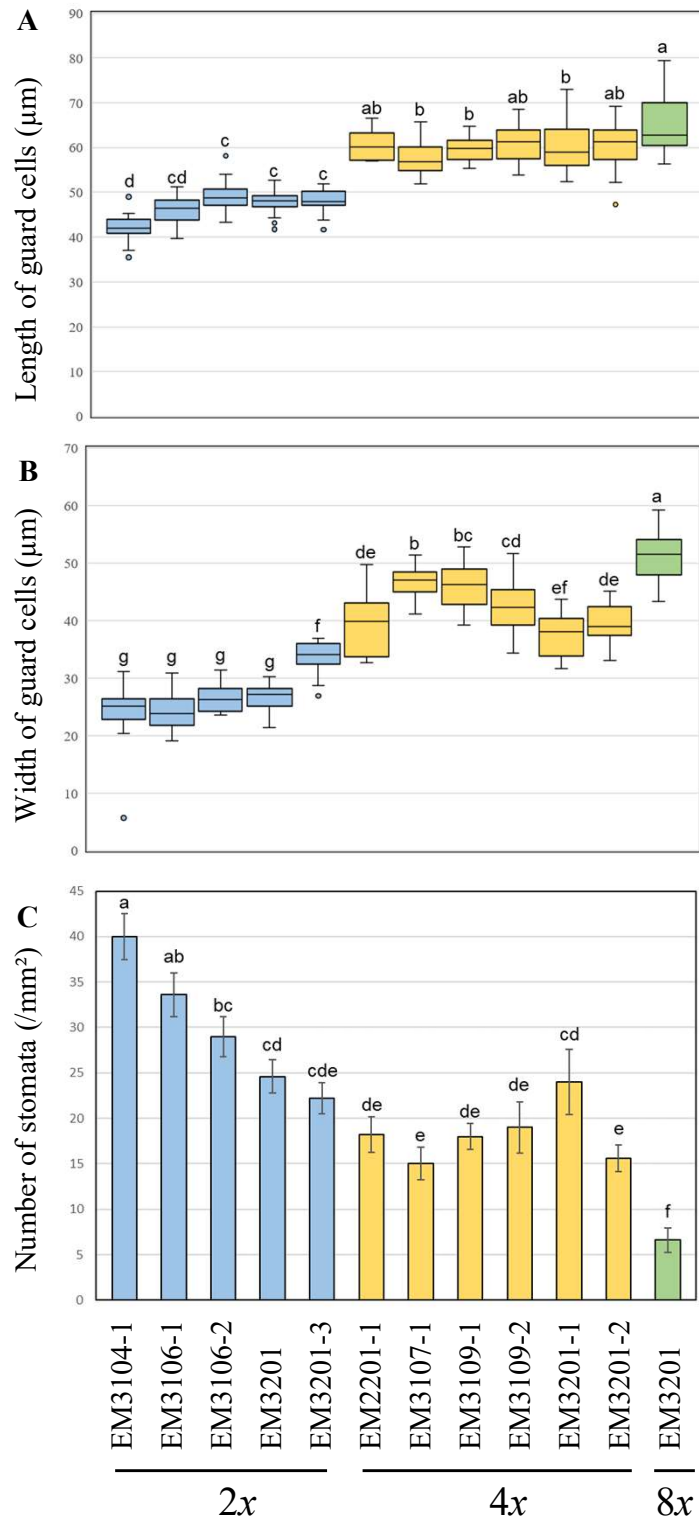 A
Length of guard cells (μm)
90
80
70
60
50
40
30
20
10
0
d cd c c c ab b b ab b ab a
B
Width of guard cells (μm)
70
60
50
40
30
20
10
0
g g g g f de b bc cd ef de a
C
Number of stomata (/mm²)
45
40
35
30
25
20
15
10
5
0
a ab bc cd cde de e de de cd e f
EM3104-1
EM3106-1
EM3106-2
EM3201
EM3201-3
EM2201-1
EM3107-1
EM3109-1
EM3109-2
EM3201-1
EM3201-2
EM3201
2x 4x 8x